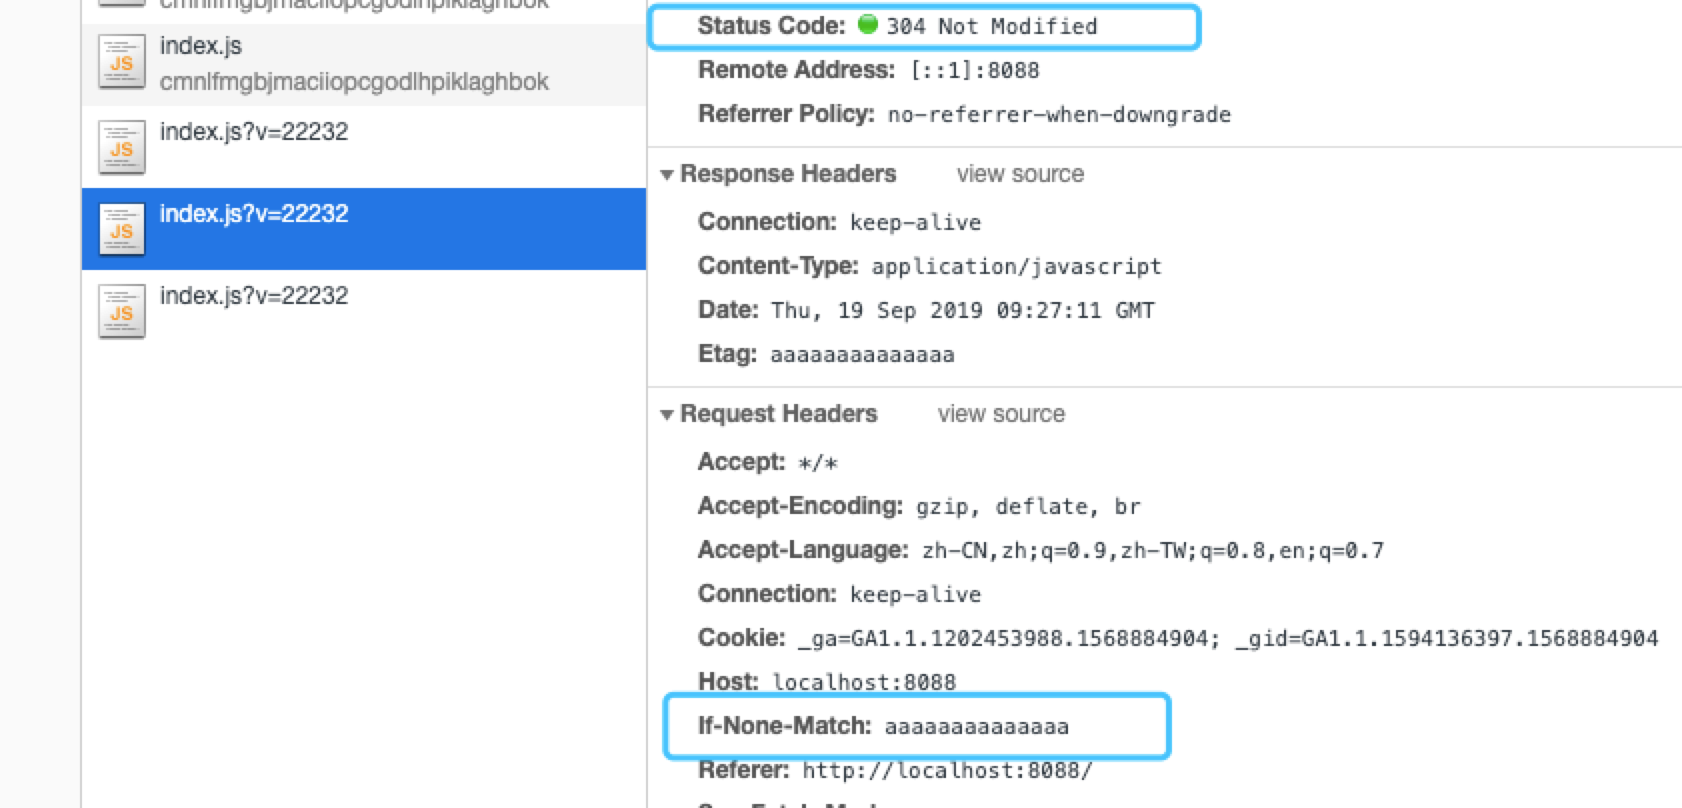 cmnlfmgbjmaciiopcgodlhpiklaghbok
JS
index.js
cmnlfmgbjmaciiopcgodlhpiklaghbok
JS
index.js?v=22232
JS
index.js?v=22232
JS
index.js?v=22232
Status Code: 304 Not Modified
Remote Address: [::1]:8088
Referrer Policy: no-referrer-when-downgrade
Response Headers view source
Connection: keep-alive
Content-Type: application/javascript
Date: Thu, 19 Sep 2019 09:27:11 GMT
Etag: aaaaaaaaaaaaaa
Request Headers view source
Accept: */*
Accept-Encoding: gzip, deflate, br
Accept-Language: zh-CN,zh;q=0.9,zh-TW;q=0.8,en;q=0.7
Connection: keep-alive
Cookie: _ga=GA1.1.1202453988.1568884904; _gid=GA1.1.1594136397.1568884904
Host: localhost:8088
If-None-Match: aaaaaaaaaaaaaa
Referer: http://localhost:8088/